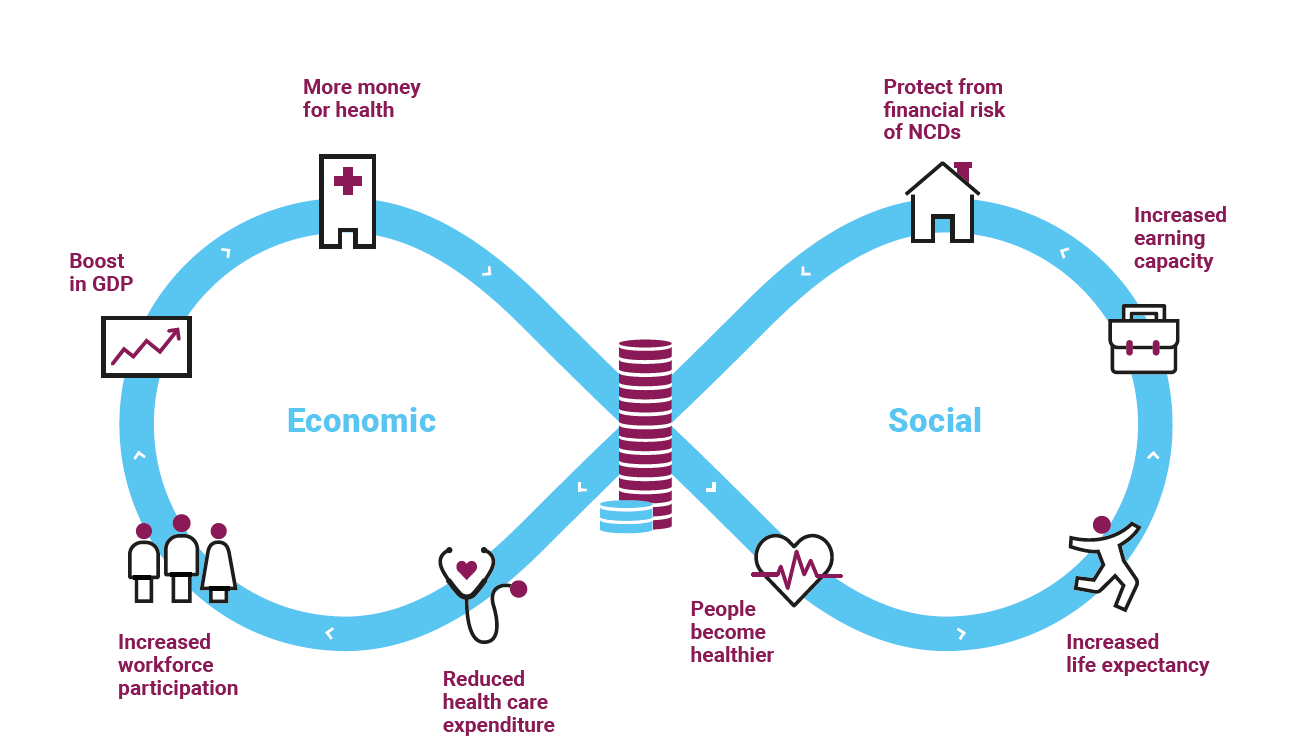 More money
for health
Protect from
financial risk
of NCDs
Increased
earning
capacity
Boost
in GDP
Economic
Social
People
become
healthier
Increased
workforce
participation
Increased
life expectancy
Reduced
health care
expenditure